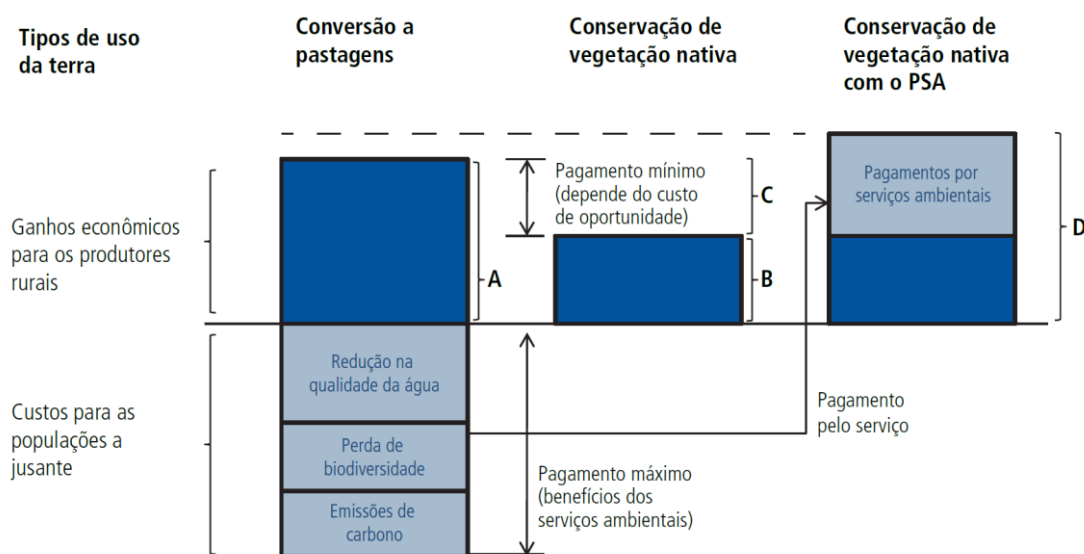 Tipos de uso
da terra
Conversão a
pastagens
Conservação de
vegetação nativa
Conservação de
vegetação nativa
com o PSA
Ganhos econômicos
para os produtores
rurais
A
Pagamento mínimo
(depende do custo
de oportunidade)
C
B
Pagamentos por
serviços ambientais
D
Custos para as
populações a
jusante
Redução na
qualidade da água
Perda de
biodiversidade
Emissões de
carbono
Pagamento máximo
(benefícios dos
serviços ambientais)
Pagamento
pelo serviço